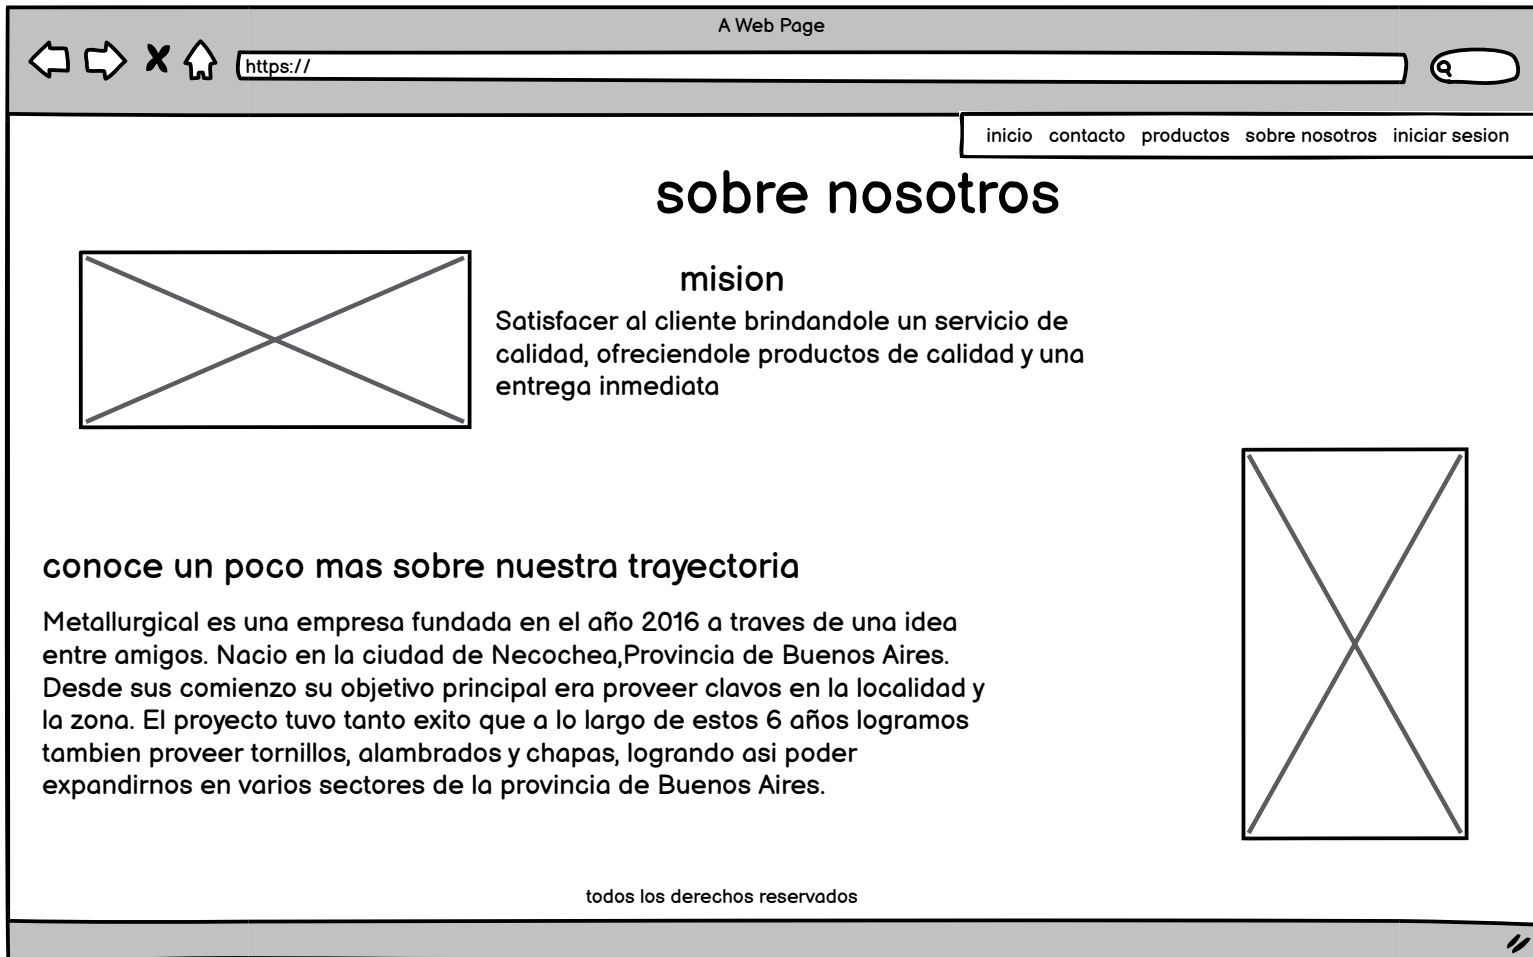 A Web Page
https://
inicio contacto productos sobre nosotros iniciar sesion
sobre nosotros
mision
Satisfacer al cliente brindandole un servicio de
calidad, ofreciendole productos de calidad y una
entrega inmediata
conoce un poco mas sobre nuestra trayectoria
Metallurgical es una empresa fundada en el año 2016 a traves de una idea
entre amigos. Nacio en la ciudad de Necochea,Provincia de Buenos Aires.
Desde sus comienzo su objetivo principal era proveer clavos en la localidad y
la zona. El proyecto tuvo tanto exito que a lo largo de estos 6 años logramos
tambien proveer tornillos, alambrados y chapas, logrando asi poder
expandirnos en varios sectores de la provincia de Buenos Aires.
todos los derechos reservados